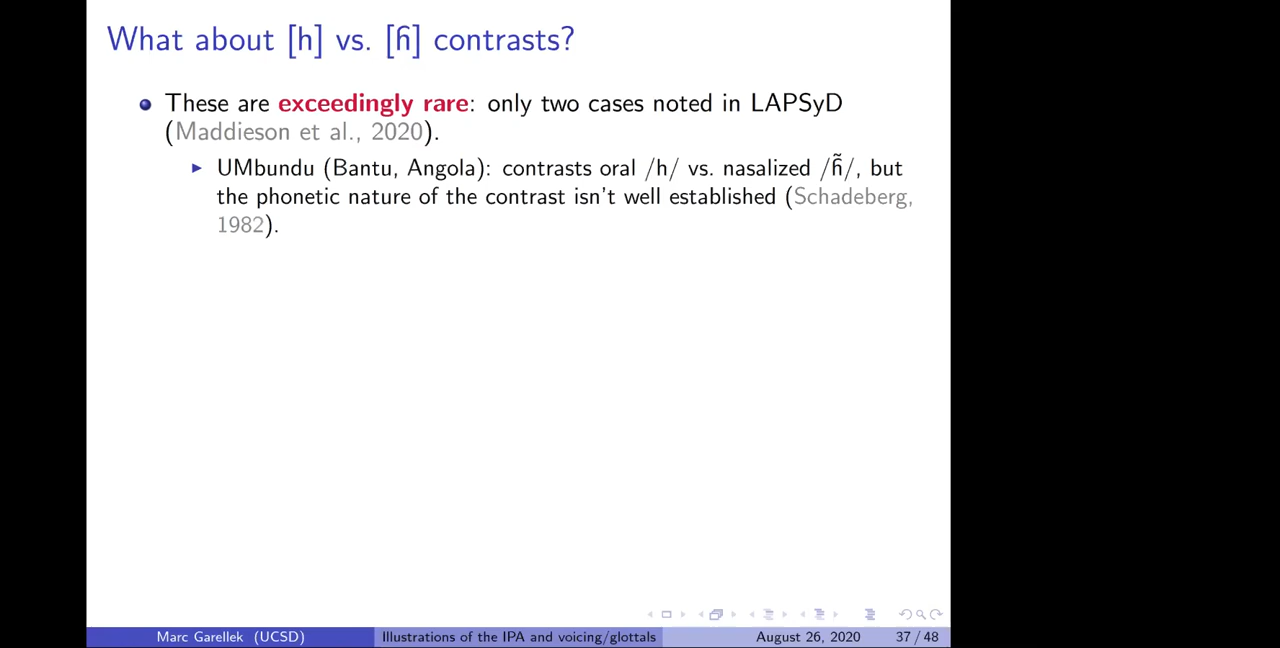 What about [h] vs. [ɦ] contrasts?
These are exceedingly rare: only two cases noted in LAPSyD
(Maddieson et al., 2020).
UMbundu (Bantu, Angola): contrasts oral /h/ vs. nasalized /ɦ̃/, but
the phonetic nature of the contrast isn't well established (Schadeberg,
1982).
Marc Garellek (UCSD) Illustrations of the IPA and voicing/glottals August 26, 2020 37 / 48